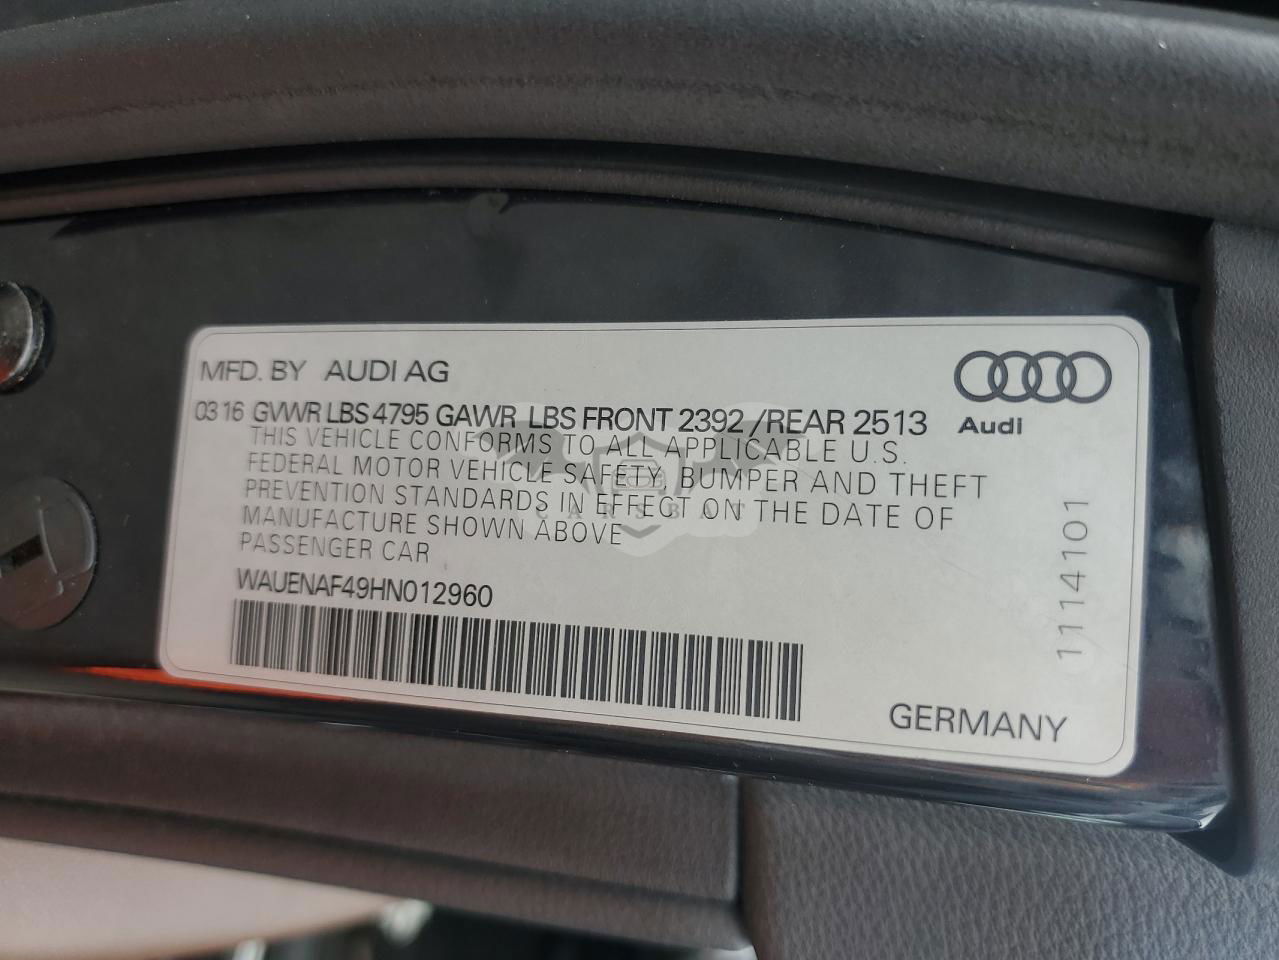 MFD. BY AUDI AG
0316 GVWR LBS 4795 GAWR LBS FRONT 2392 /REAR 2513
Audi
THIS VEHICLE CONFORMS TO ALL APPLICABLE U.S.
FEDERAL MOTOR VEHICLE SAFETY, BUMPER AND THEFT
PREVENTION STANDARDS IN EFFECT ON THE DATE OF
MANUFACTURE SHOWN ABOVE
PASSENGER CAR
WAUENAF49HN012960
1114101
GERMANY
CARSBAT